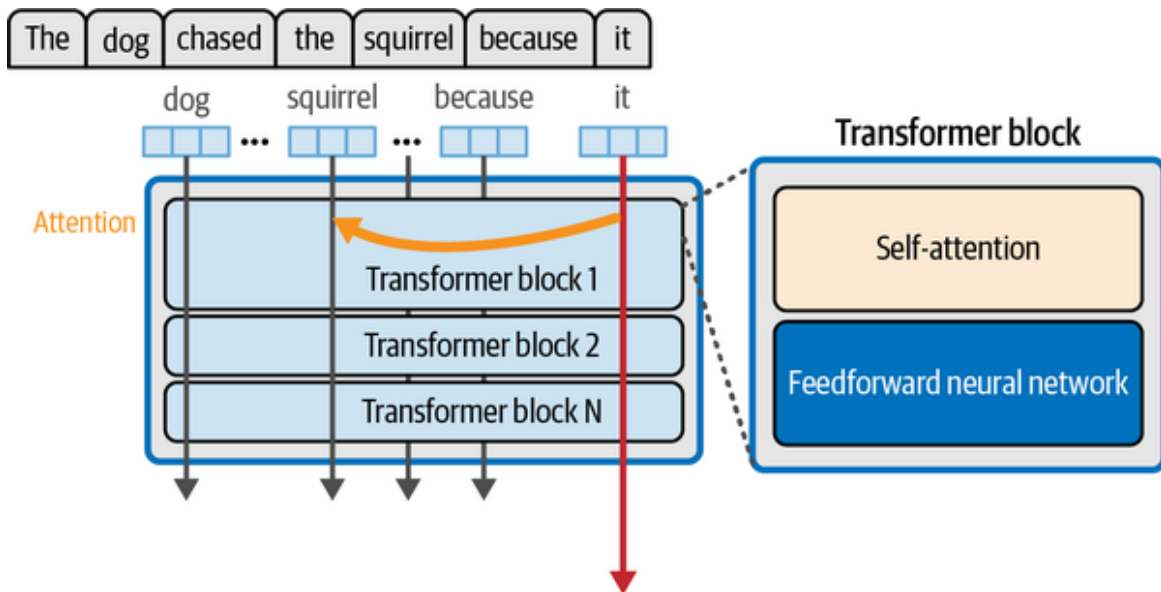 The dog chased the squirrel because it
dog ... squirrel ... because it
Transformer block
Attention
Transformer block 1
Transformer block 2
Transformer block N
Self-attention
Feedforward neural network